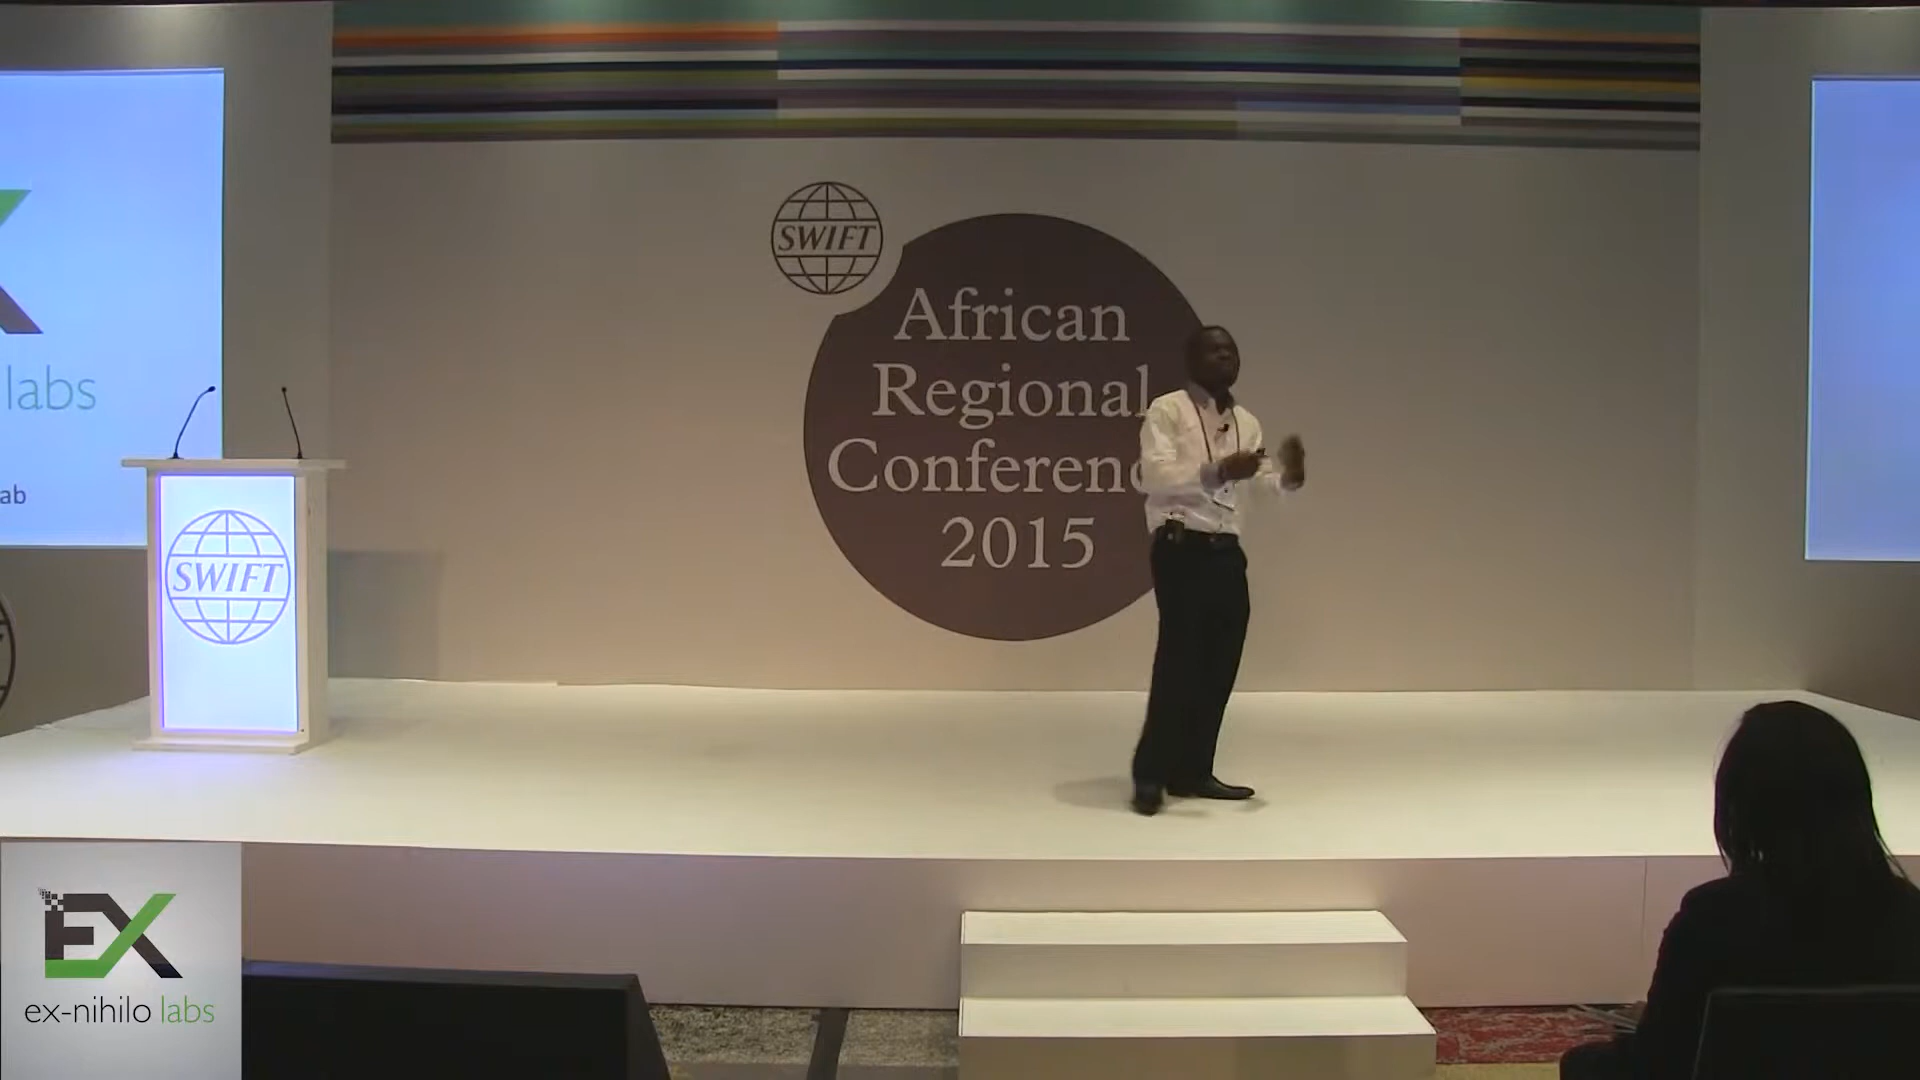 SWIFT
African
Regional
Conferenc
2015
labs
ab
SWIFT
EX
ex-nihilo labs